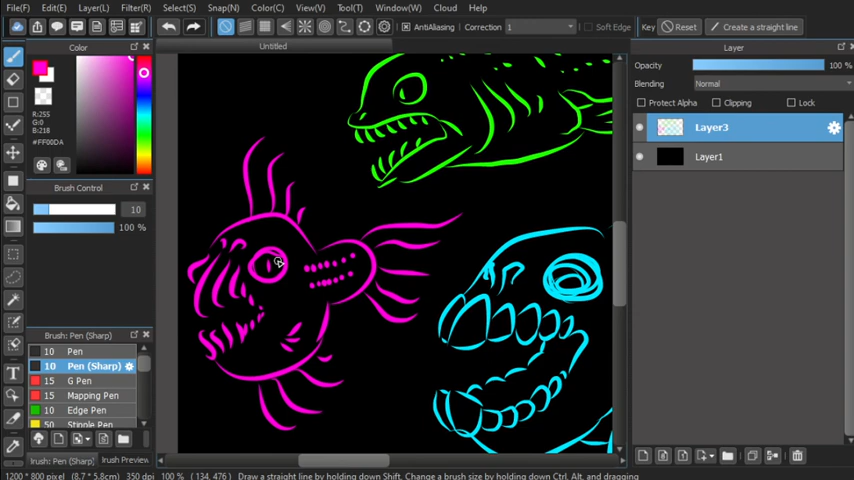 File(F) Edit(E) Layer(L) Filter(R) Select(S) Snap(N) Color(C) View(V) Tool(T) Window(W) Cloud Help
AntiAliasing Correction 1 Soft Edge Key Reset Create a straight line
Untitled
Color
R:255
G:0
B:218
#FF00DA
Brush Control
10
100 %
Brush: Pen (Sharp)
10 Pen
10 Pen (Sharp)
15 G Pen
15 Mapping Pen
10 Edge Pen
50 Stipple Pen
Brush: Pen (Sharp) Brush Preview
Layer
Opacity 100 %
Blending Normal
Protect Alpha Clipping Lock
Layer3
Layer1
1200 * 800 pixel (8.7 * 5.8cm) 350 dpi 100 % ( 134, 476 ) Draw a straight line by holding down Shift. Change a brush size by holding down Ctrl, Alt, and dragging